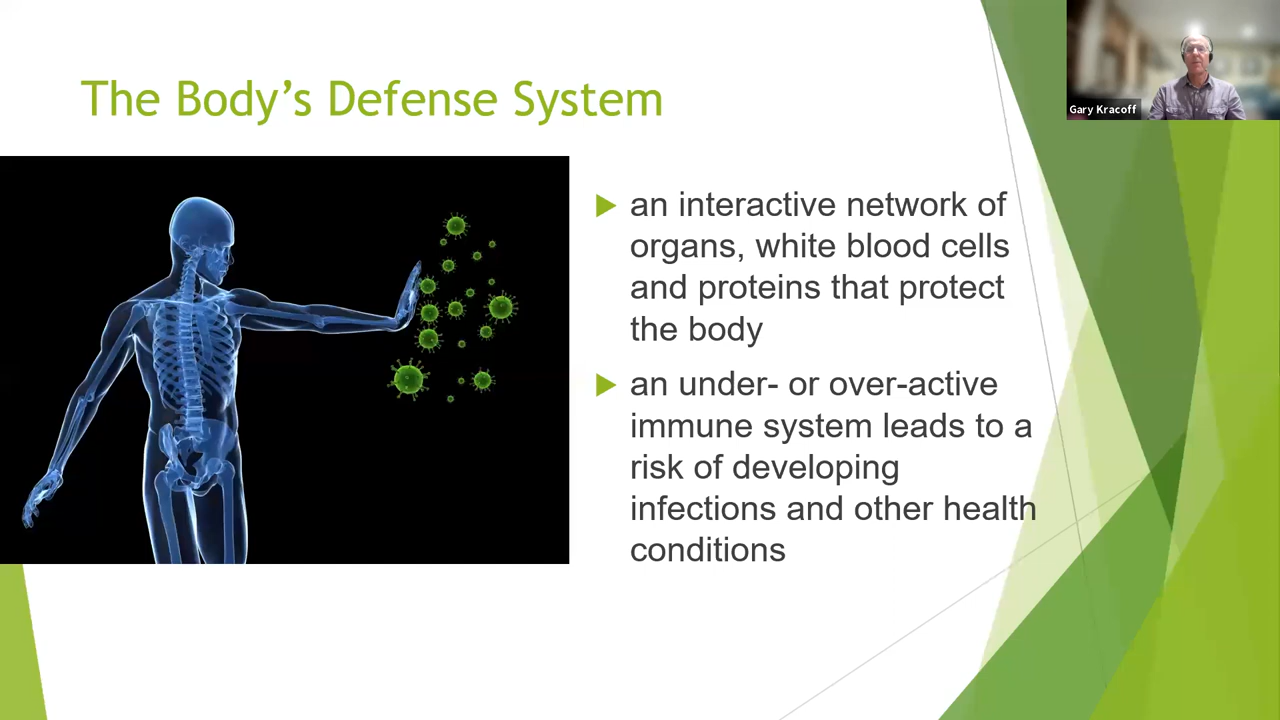 The Body’s Defense System
Gary Kracoff
an interactive network of
organs, white blood cells
and proteins that protect
the body
an under- or over-active
immune system leads to a
risk of developing
infections and other health
conditions